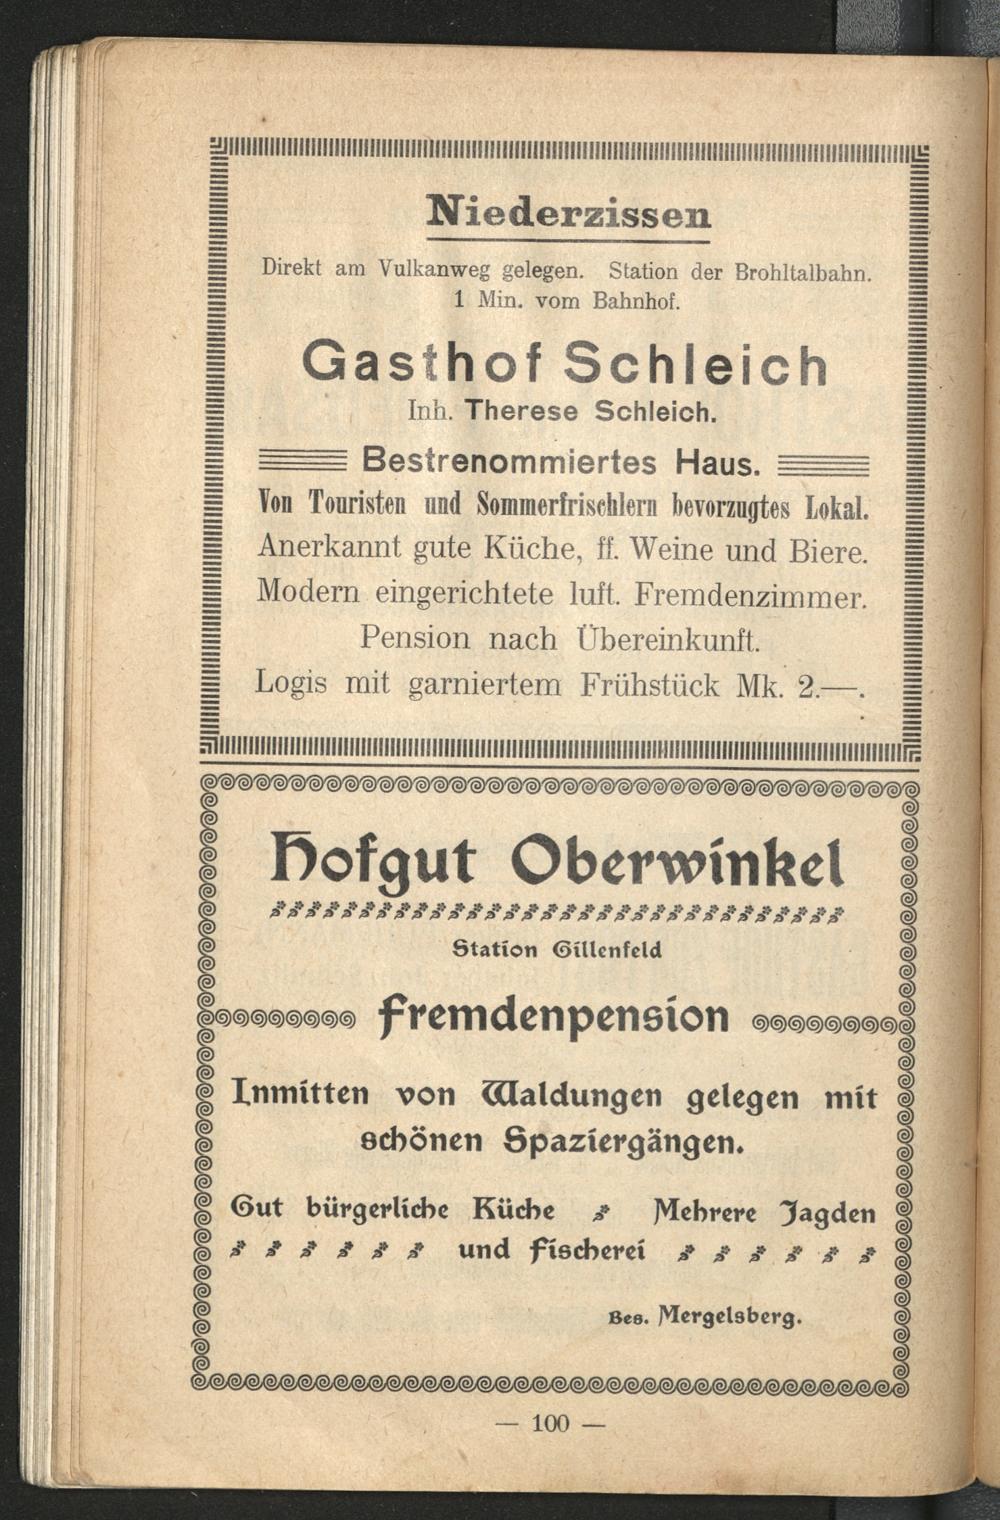 Niederzissen
Direkt am Vulkanweg gelegen. Station der Brohltalbahn.
1 Min. vom Bahnhof.
Gasthof Schleich
Inh. Therese Schleich.
Bestrenommiertes Haus.
Von Touristen und Sommerfrischlern bevorzugtes Lokal.
Anerkannt gute Küche, ff. Weine und Biere.
Modern eingerichtete luft. Fremdenzimmer.
Pension nach Übereinkunft.
Logis mit garniertem Frühstück Mk. 2.—.
Hofgut Oberwinkel
Station Gillenfeld
Fremdenpension
Inmitten von Waldungen gelegen mit
schönen Spaziergängen.
Gut bürgerliche Küche Mehrere Jagden
und Fischerei
Bes. Mergelsberg.
— 100 —